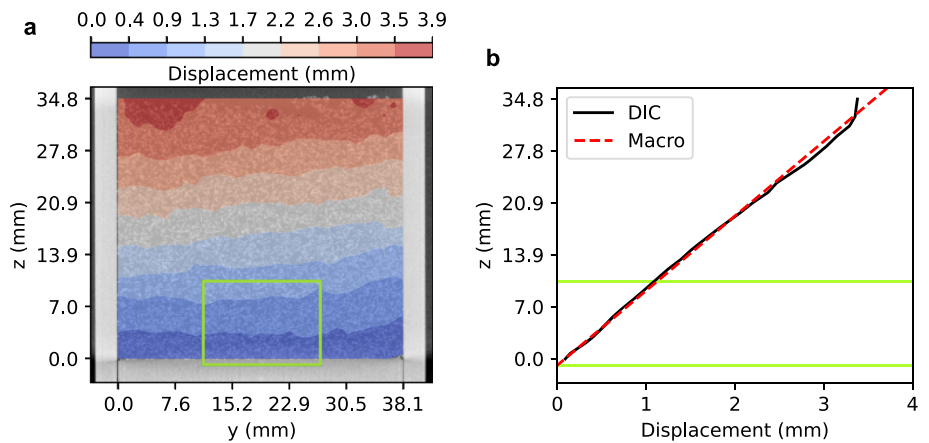 a
0.0 0.4 0.9 1.3 1.7 2.2 2.6 3.0 3.5 3.9
Displacement (mm)
34.8
27.8
20.9
13.9
7.0
0.0
z (mm)
0.0 7.6 15.2 22.9 30.5 38.1
y (mm)
b
DIC
Macro
34.8
27.8
20.9
13.9
7.0
0.0
z (mm)
0 1 2 3 4
Displacement (mm)